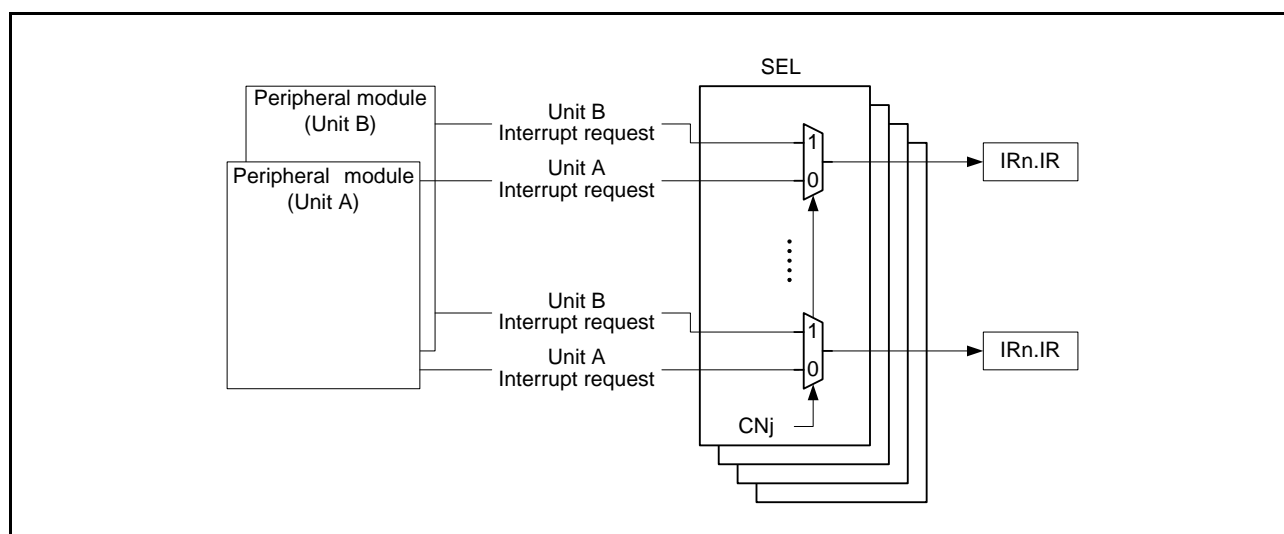 SEL
Peripheral module
(Unit B)
Unit B
Interrupt request
1
IRn.IR
Peripheral module
(Unit A)
Unit A
Interrupt request
0
Unit B
Interrupt request
1
IRn.IR
Unit A
Interrupt request
0
CNj